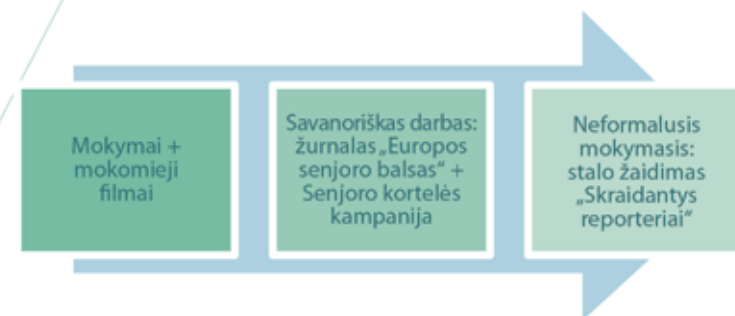 Mokymai +
mokomieji
filmai
Savanoriškas darbas:
žurnalas „Europos
senjoro balsas“ +
Senjoro kortelės
kampanija
Neformalusis
mokymasis:
stalo žaidimas
„Skraidantys
reporteriai“